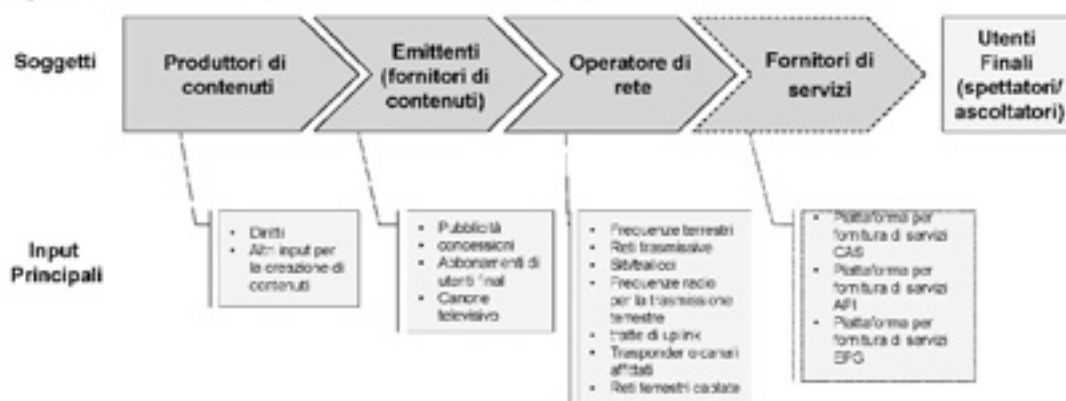 Soggetti
Produttori di
contenuti
Emittenti
(fornitori di
contenuti)
Operatore di
rete
Fornitori di
servizi
Utenti
Finali
(spettatori/
ascoltatori)
Input
Principali
• Diritti
• Altri input per
la creazione di
contenuti
• Pubblicità
• concessioni
• Abbonamenti di
utenti finali
• Canone
televisivo
• Frequenze terrestri
• Reti trasmissive
• Siti/tralicci
• Frequenze radio
per la trasmissione
terrestre
• tratte di uplink
• Trasponder o canali
affittati
• Reti terrestri cablate
• Piattaforma per
fornitura di servizi
CAS
• Piattaforma per
fornitura di servizi
API
• Piattaforma per
fornitura di servizi
EPG